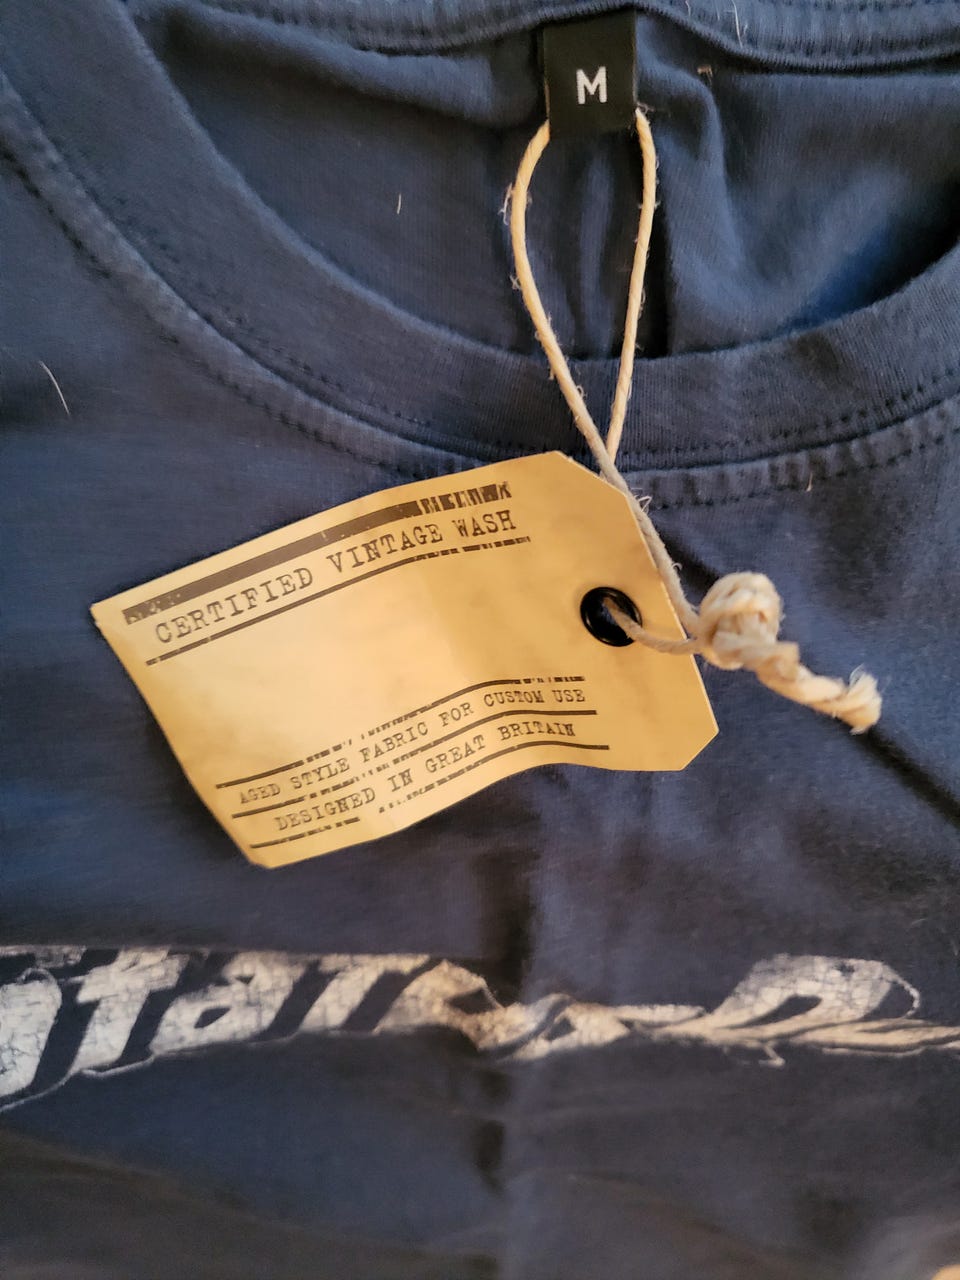 M
CERTIFIED VINTAGE WASH
AGED STYLE FABRIC FOR CUSTOM USE
DESIGNED IN GREAT BRITAIN